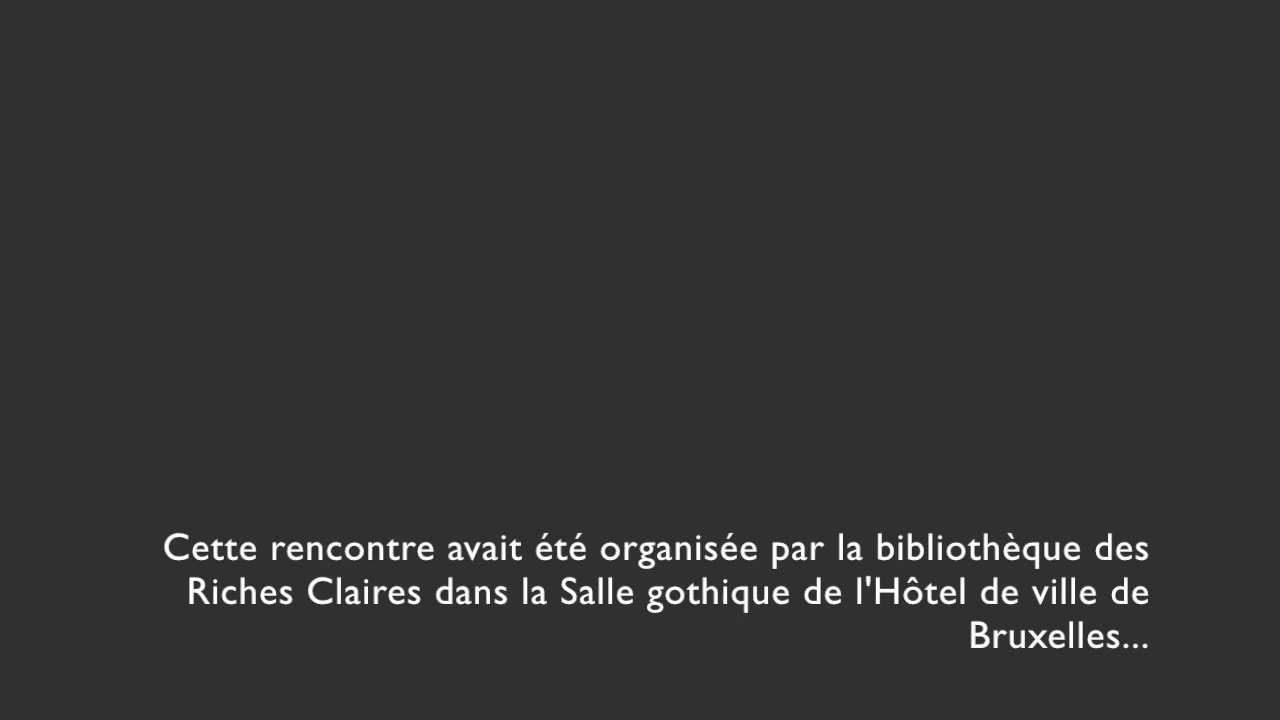 Cette rencontre avait été organisée par la bibliothèque des
Riches Claires dans la Salle gothique de l'Hôtel de ville de
Bruxelles...